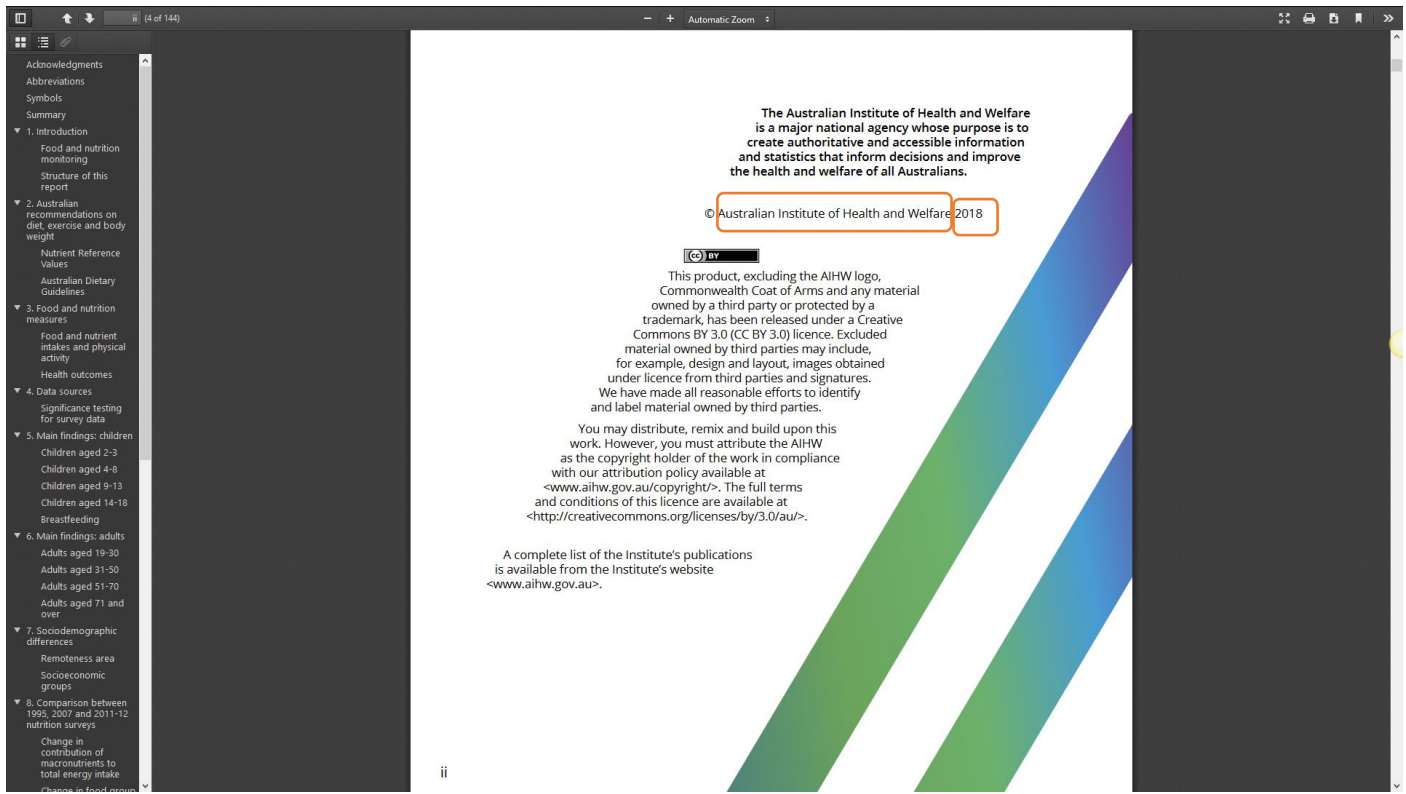 ii (4 of 144)
Automatic Zoom
Acknowledgments
Abbreviations
Symbols
Summary
1. Introduction
Food and nutrition
monitoring
Structure of this
report
2. Australian
recommendations on
diet, exercise and body
weight
Nutrient Reference
Values
Australian Dietary
Guidelines
3. Food and nutrition
measures
Food and nutrient
intakes and physical
activity
Health outcomes
4. Data sources
Significance testing
for survey data
5. Main findings: children
Children aged 2-3
Children aged 4-8
Children aged 9-13
Children aged 14-18
Breastfeeding
6. Main findings: adults
Adults aged 19-30
Adults aged 31-50
Adults aged 51-70
Adults aged 71 and
over
7. Sociodemographic
differences
Remoteness area
Socioeconomic
groups
8. Comparison between
1995, 2007 and 2011-12
nutrition surveys
Change in
contribution of
macronutrients to
total energy intake
Change in food group
The Australian Institute of Health and Welfare
is a major national agency whose purpose is to
create authoritative and accessible information
and statistics that inform decisions and improve
the health and welfare of all Australians.
© Australian Institute of Health and Welfare 2018
cc BY
This product, excluding the AIHW logo,
Commonwealth Coat of Arms and any material
owned by a third party or protected by a
trademark, has been released under a Creative
Commons BY 3.0 (CC BY 3.0) licence. Excluded
material owned by third parties may include,
for example, design and layout, images obtained
under licence from third parties and signatures.
We have made all reasonable efforts to identify
and label material owned by third parties.
You may distribute, remix and build upon this
work. However, you must attribute the AIHW
as the copyright holder of the work in compliance
with our attribution policy available at
<www.aihw.gov.au/copyright/>. The full terms
and conditions of this licence are available at
<http://creativecommons.org/licenses/by/3.0/au/>.
A complete list of the Institute’s publications
is available from the Institute’s website
<www.aihw.gov.au>.
ii